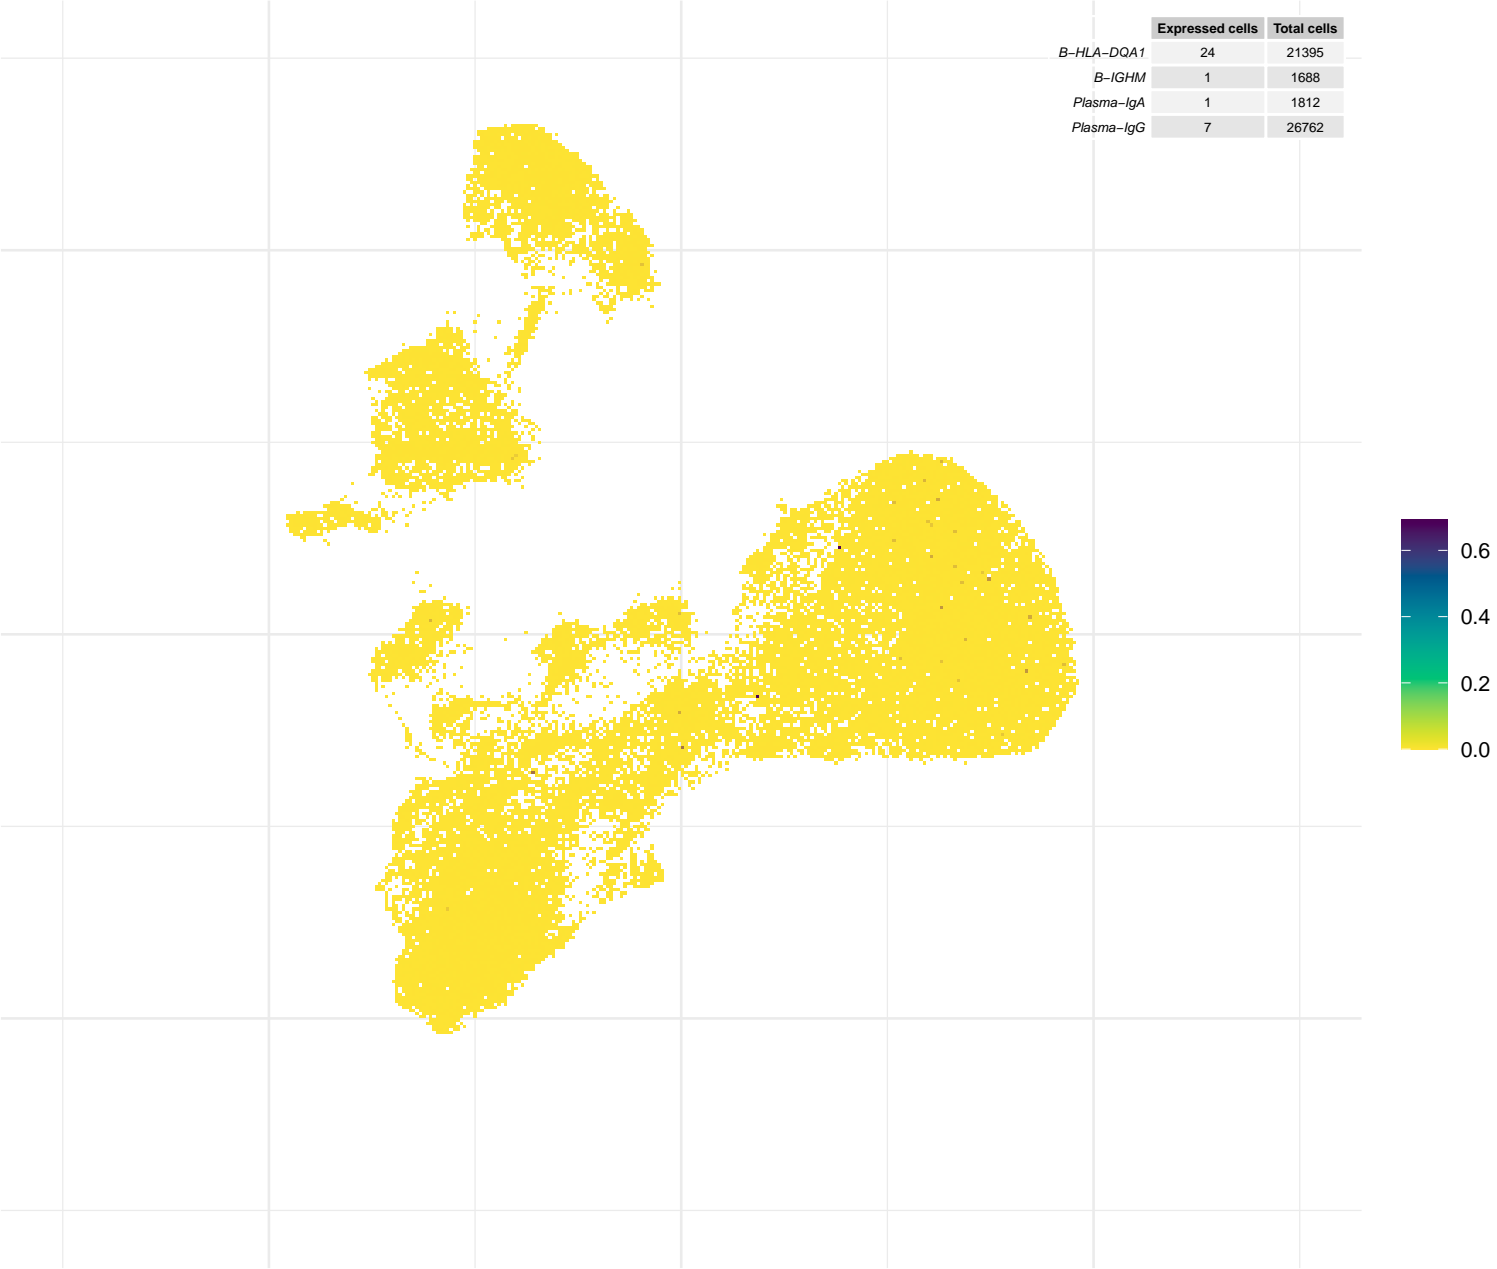 Expressed cells Total cells
B−HLA−DQA1 24 21395
B−IGHM 1 1688
Plasma−IgA 1 1812
Plasma−IgG 7 26762
0.6
0.4
0.2
0.0